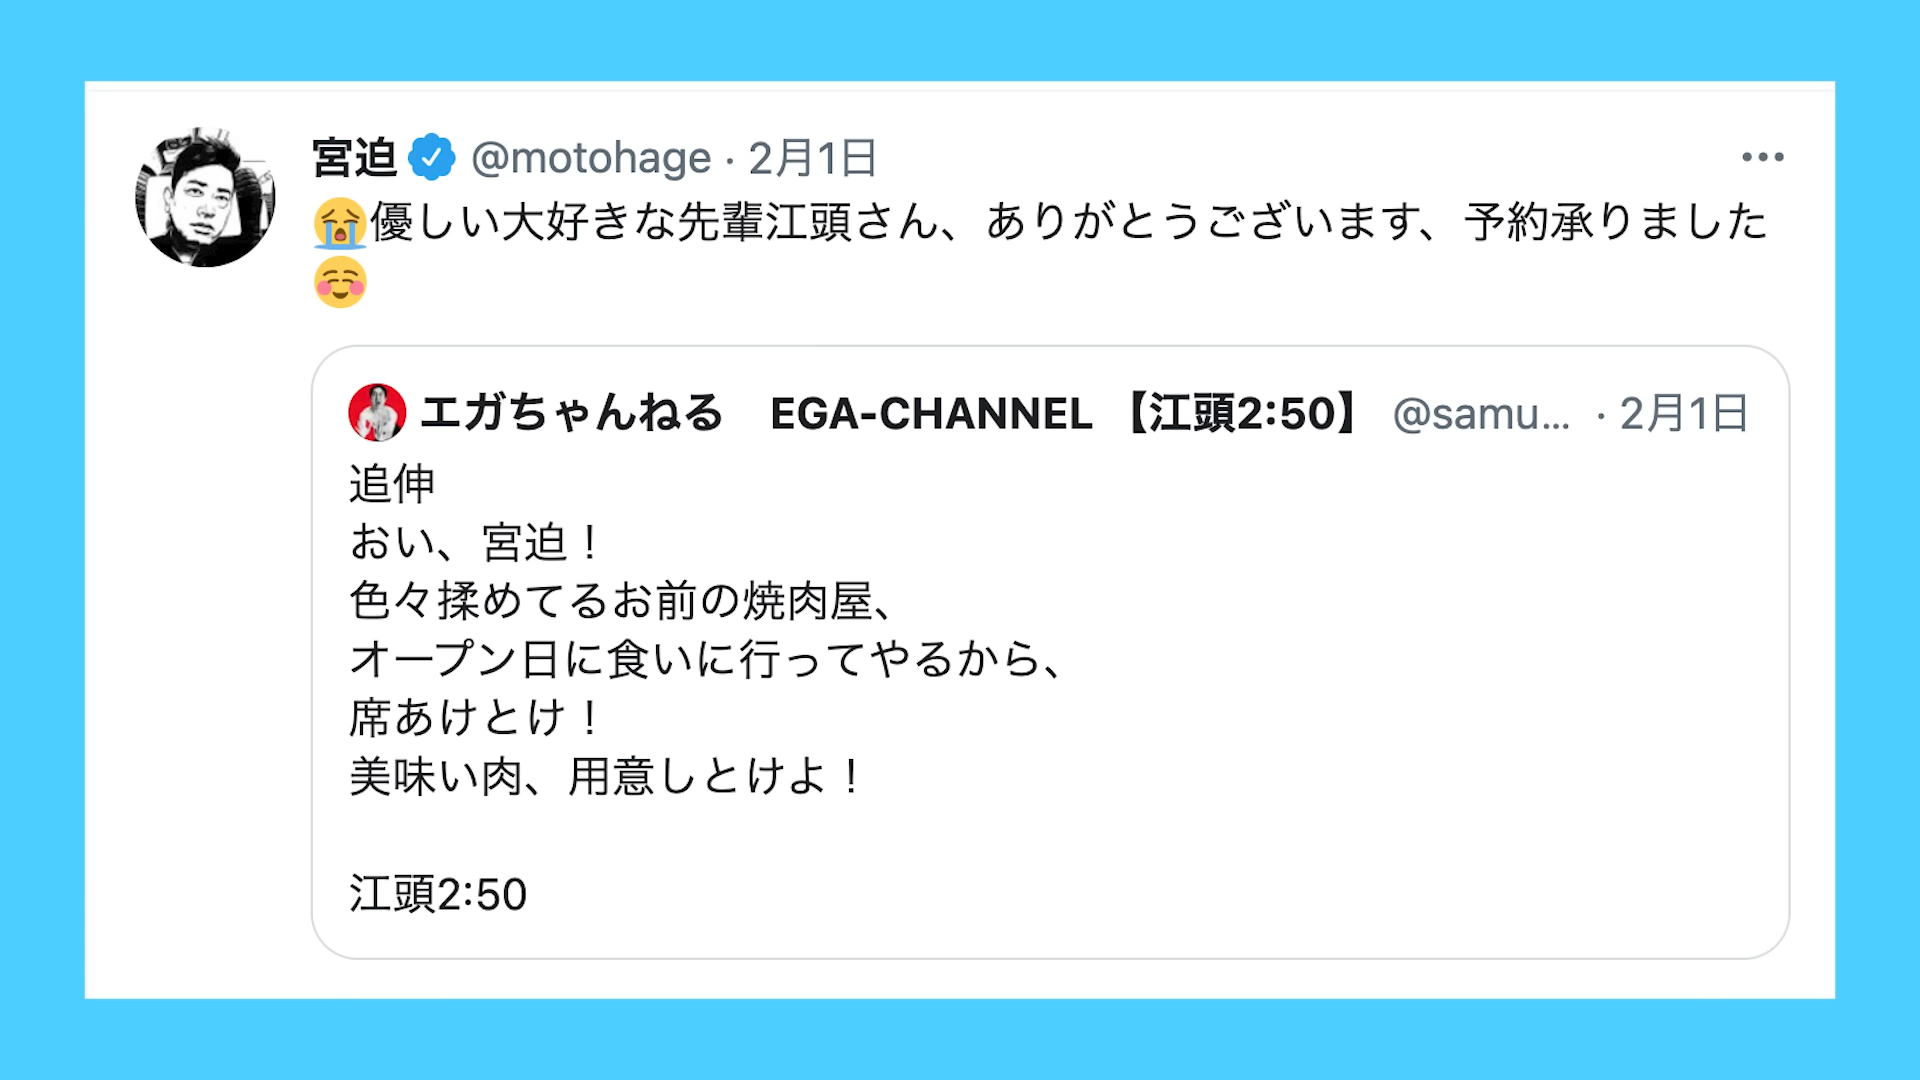 宮迫 @motohage · 2月1日
😭優しい大好きな先輩江頭さん、ありがとうございます、予約承りました
☺️
エガちゃんねる　EGA-CHANNEL 【江頭2:50】 @samu... · 2月1日
追伸
おい、宮迫！
色々揉めてるお前の焼肉屋、
オープン日に食いに行ってやるから、
席あけとけ！
美味い肉、用意しとけよ！
江頭2:50